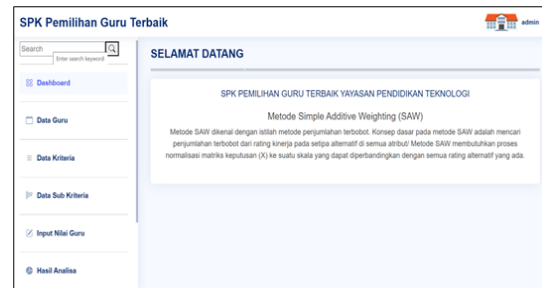 SPK Pemilihan Guru Terbaik
admin
Search
Enter search keyword
Dashboard
Data Guru
Data Kriteria
Data Sub Kriteria
Input Nilai Guru
Hasil Analisa
SELAMAT DATANG
SPK PEMILIHAN GURU TERBAIK YAYASAN PENDIDIKAN TEKNOLOGI
Metode Simple Additive Weighting (SAW)
Metode SAW dikenal dengan istilah metode penjumlahan terbobot. Konsep dasar pada metode SAW adalah mencari
penjumlahan terbobot dari rating kinerja pada setipa alternatif di semua atribut/ Metode SAW membutuhkan proses
normalisasi matriks keputusan (X) ke suatu skala yang dapat diperbandingkan dengan semua rating alternatif yang ada.